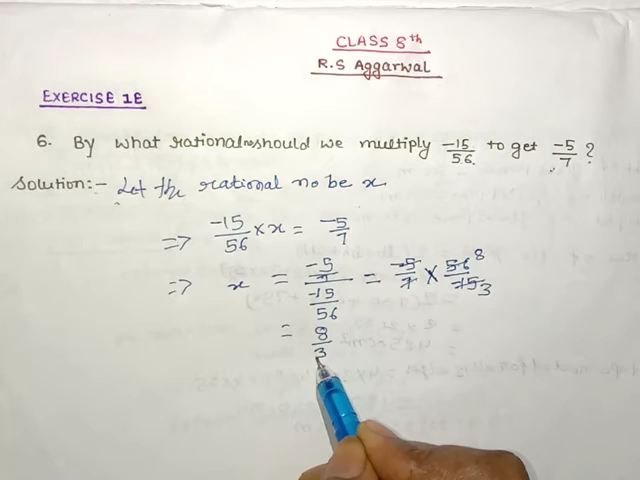 CLASS 8th
R.S Aggarwal
EXERCISE 1E
6. By what rational no should we multiply -15/56 to get -5/7?
Solution:- Let the rational no be x
=> -15/56 × x = -5/7
=> x = -5/7 / -15/56 = -5/7 × 56 8/-15 3
= 8/3